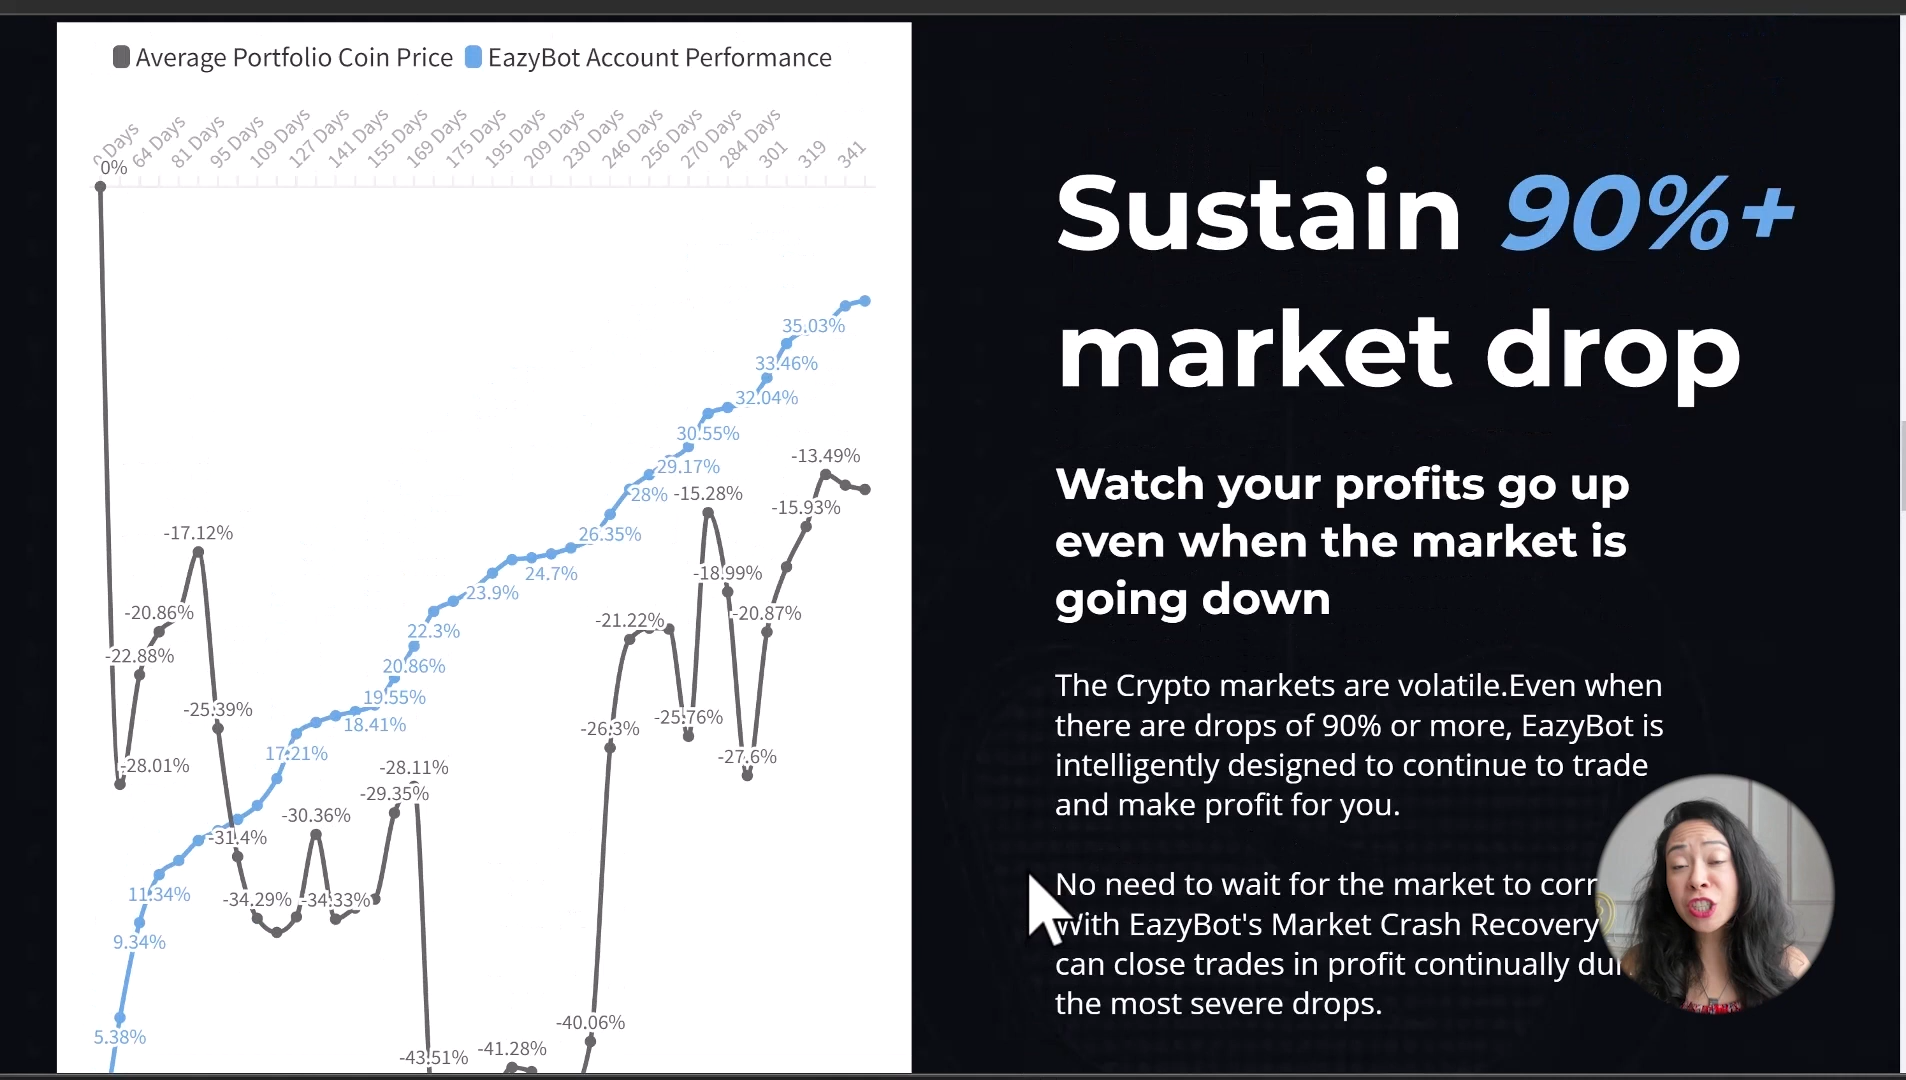 Average Portfolio Coin Price
EazyBot Account Performance
0 Days
64 Days
81 Days
95 Days
109 Days
127 Days
141 Days
155 Days
169 Days
175 Days
195 Days
209 Days
230 Days
246 Days
256 Days
270 Days
284 Days
301
319
341
0%
35.03%
33.46%
32.04%
30.55%
-13.49%
29.17%
28%
-15.28%
-15.93%
-17.12%
26.35%
24.7%
-18.99%
23.9%
-20.86%
-21.22%
-20.87%
22.3%
-22.88%
20.86%
19.55%
-25.39%
18.41%
-26.3%
-25.76%
17.21%
-27.6%
-28.01%
-28.11%
-29.35%
-30.36%
-31.4%
11.34%
-34.29%
-34.33%
9.34%
-40.06%
5.38%
-43.51%
-41.28%
Sustain 90%+
market drop
Watch your profits go up
even when the market is
going down
The Crypto markets are volatile.Even when
there are drops of 90% or more, EazyBot is
intelligently designed to continue to trade
and make profit for you.
No need to wait for the market to corr
With EazyBot's Market Crash Recovery
can close trades in profit continually dur
the most severe drops.